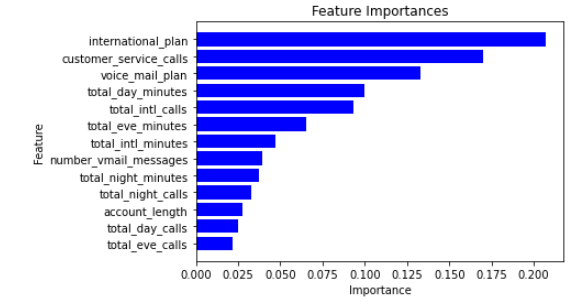 Feature Importances
international_plan
customer_service_calls
voice_mail_plan
total_day_minutes
total_intl_calls
total_eve_minutes
total_intl_minutes
number_vmail_messages
total_night_minutes
total_night_calls
account_length
total_day_calls
total_eve_calls
Feature
0.000 0.025 0.050 0.075 0.100 0.125 0.150 0.175 0.200
Importance